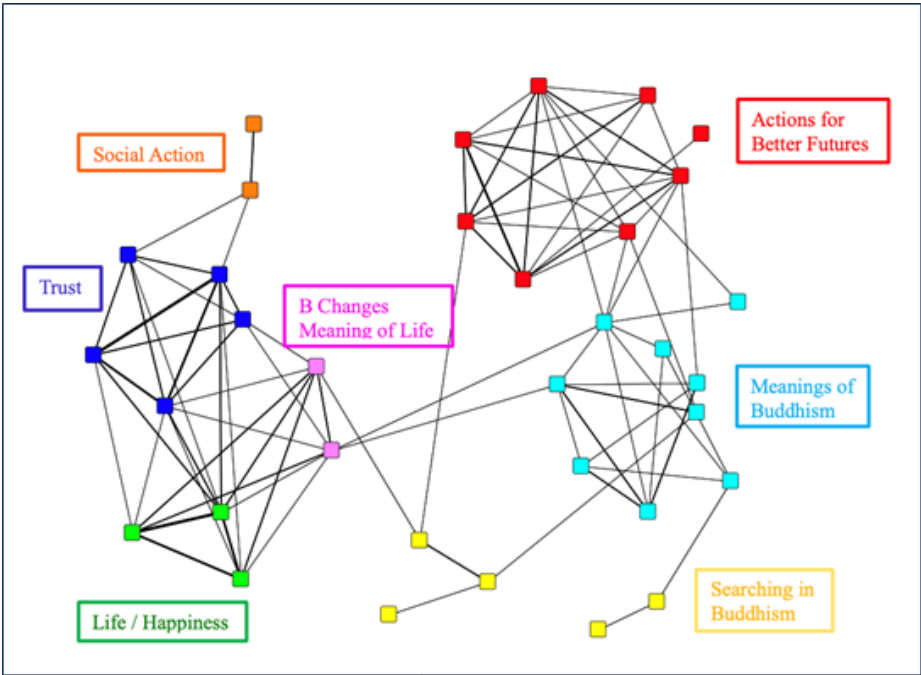 Social Action
Actions for
Better Futures
Trust
B Changes
Meaning of Life
Meanings of
Buddhism
Life / Happiness
Searching in
Buddhism